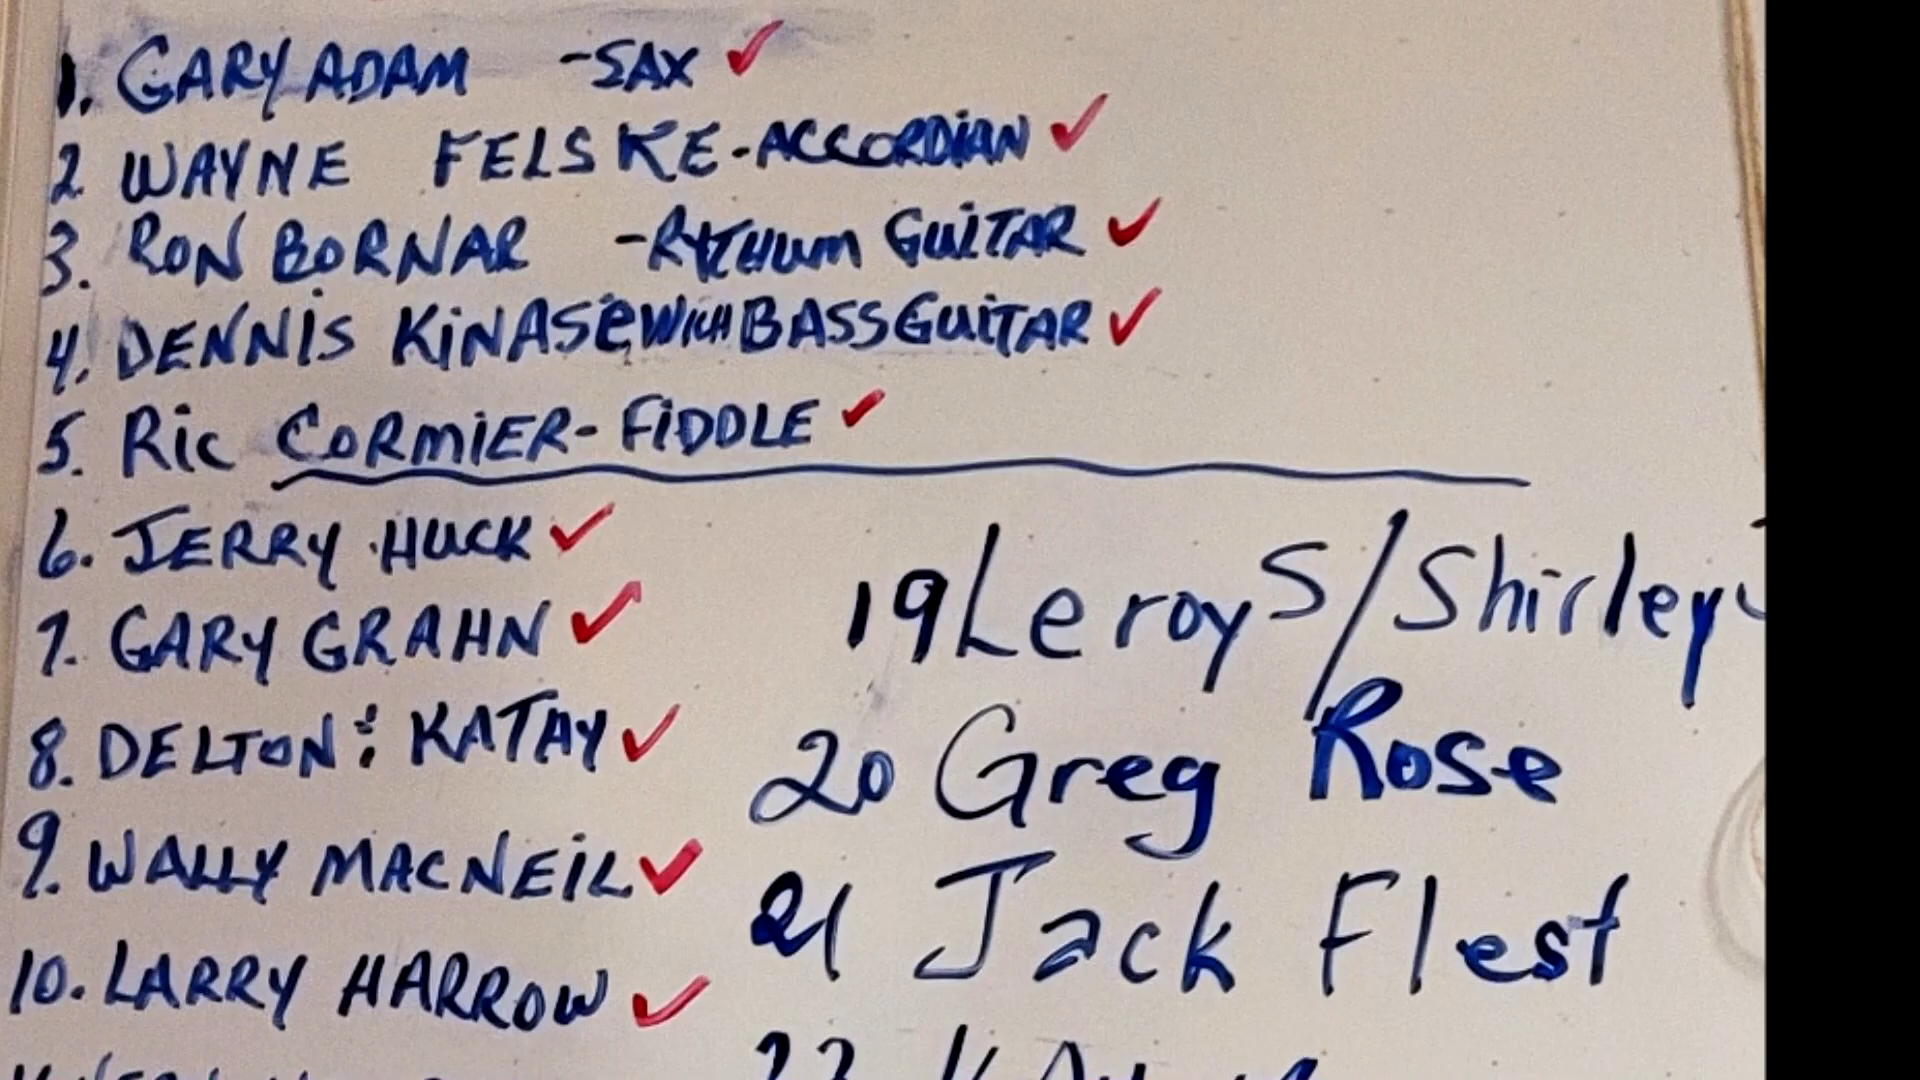 1. GARY ADAM -SAX ✓
2 WAYNE FELSKE-ACCORDIAN ✓
3. RON BORNAR -RYTHUM GUITAR ✓
4. DENNIS KINASEWICH BASS GUITAR ✓
5. Ric CORMIER- FIDDLE ✓
6. JERRY HUCK ✓
7. GARY GRAHN ✓
8. DELTON & KATAY ✓
9. WALLY MACNEIL ✓
10. LARRY HARROW ✓
19 Leroy S/Shirley
20 Greg Rose
21 Jack Flest